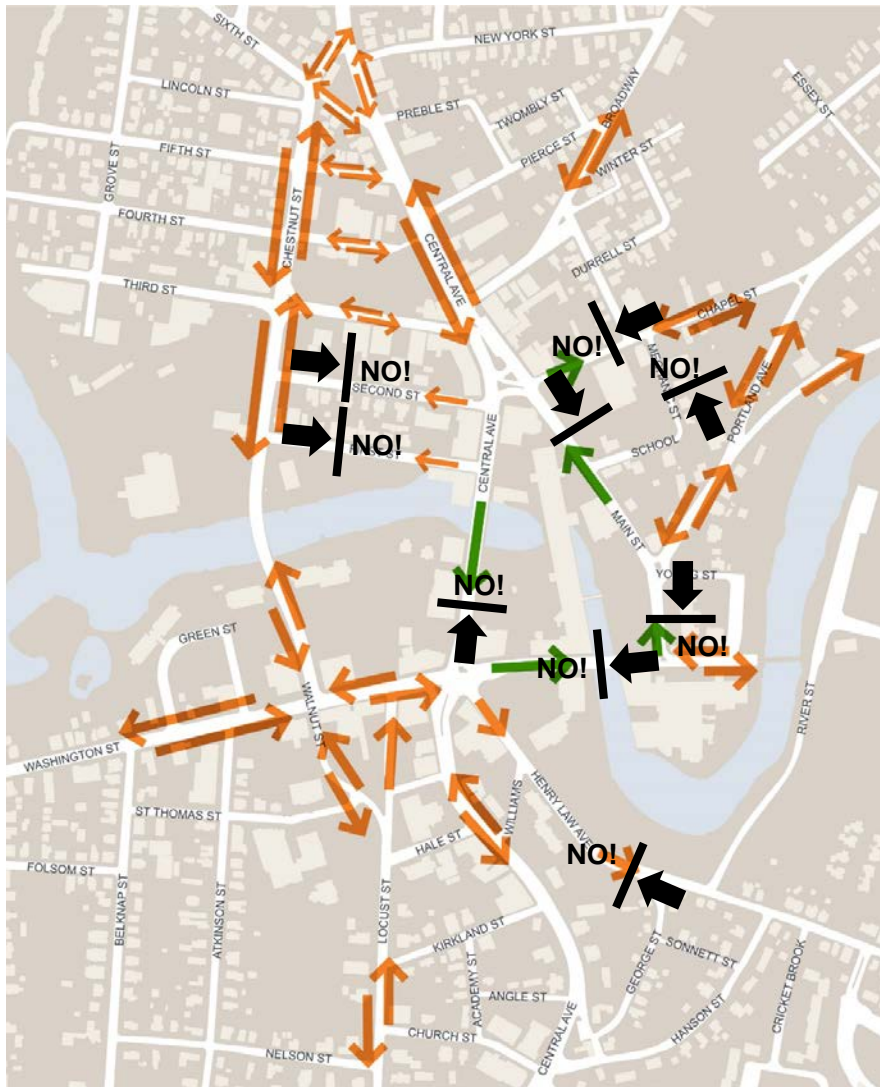 SIXTH ST
NEW YORK ST
LINCOLN ST
PREBLE ST
TWOMBLY ST
BROADWAY
ESSEX ST
FIFTH ST
GROVE ST
PIERCE ST
WINTER ST
FOURTH ST
CHESTNUT ST
CENTRAL AVE
DURRELL ST
THIRD ST
CHAPEL ST
NO!
NO!
NO!
SECOND ST
NO!
FIRST ST
SCHOOL
PORTLAND AVE
CENTRAL AVE
MAIN ST
YOUNG ST
NO!
NO!
NO!
GREEN ST
WALNUT ST
RIVER ST
WASHINGTON ST
HENRY LAW AVE
WILLIAMS
ST THOMAS ST
HALE ST
NO!
FOLSOM ST
BELKNAP ST
ATKINSON ST
LOCUST ST
KIRKLAND ST
ACADEMY ST
GEORGE ST
SONNETT ST
CRICKET BROOK
ANGLE ST
HANSON ST
CHURCH ST
CENTRAL AVE
NELSON ST